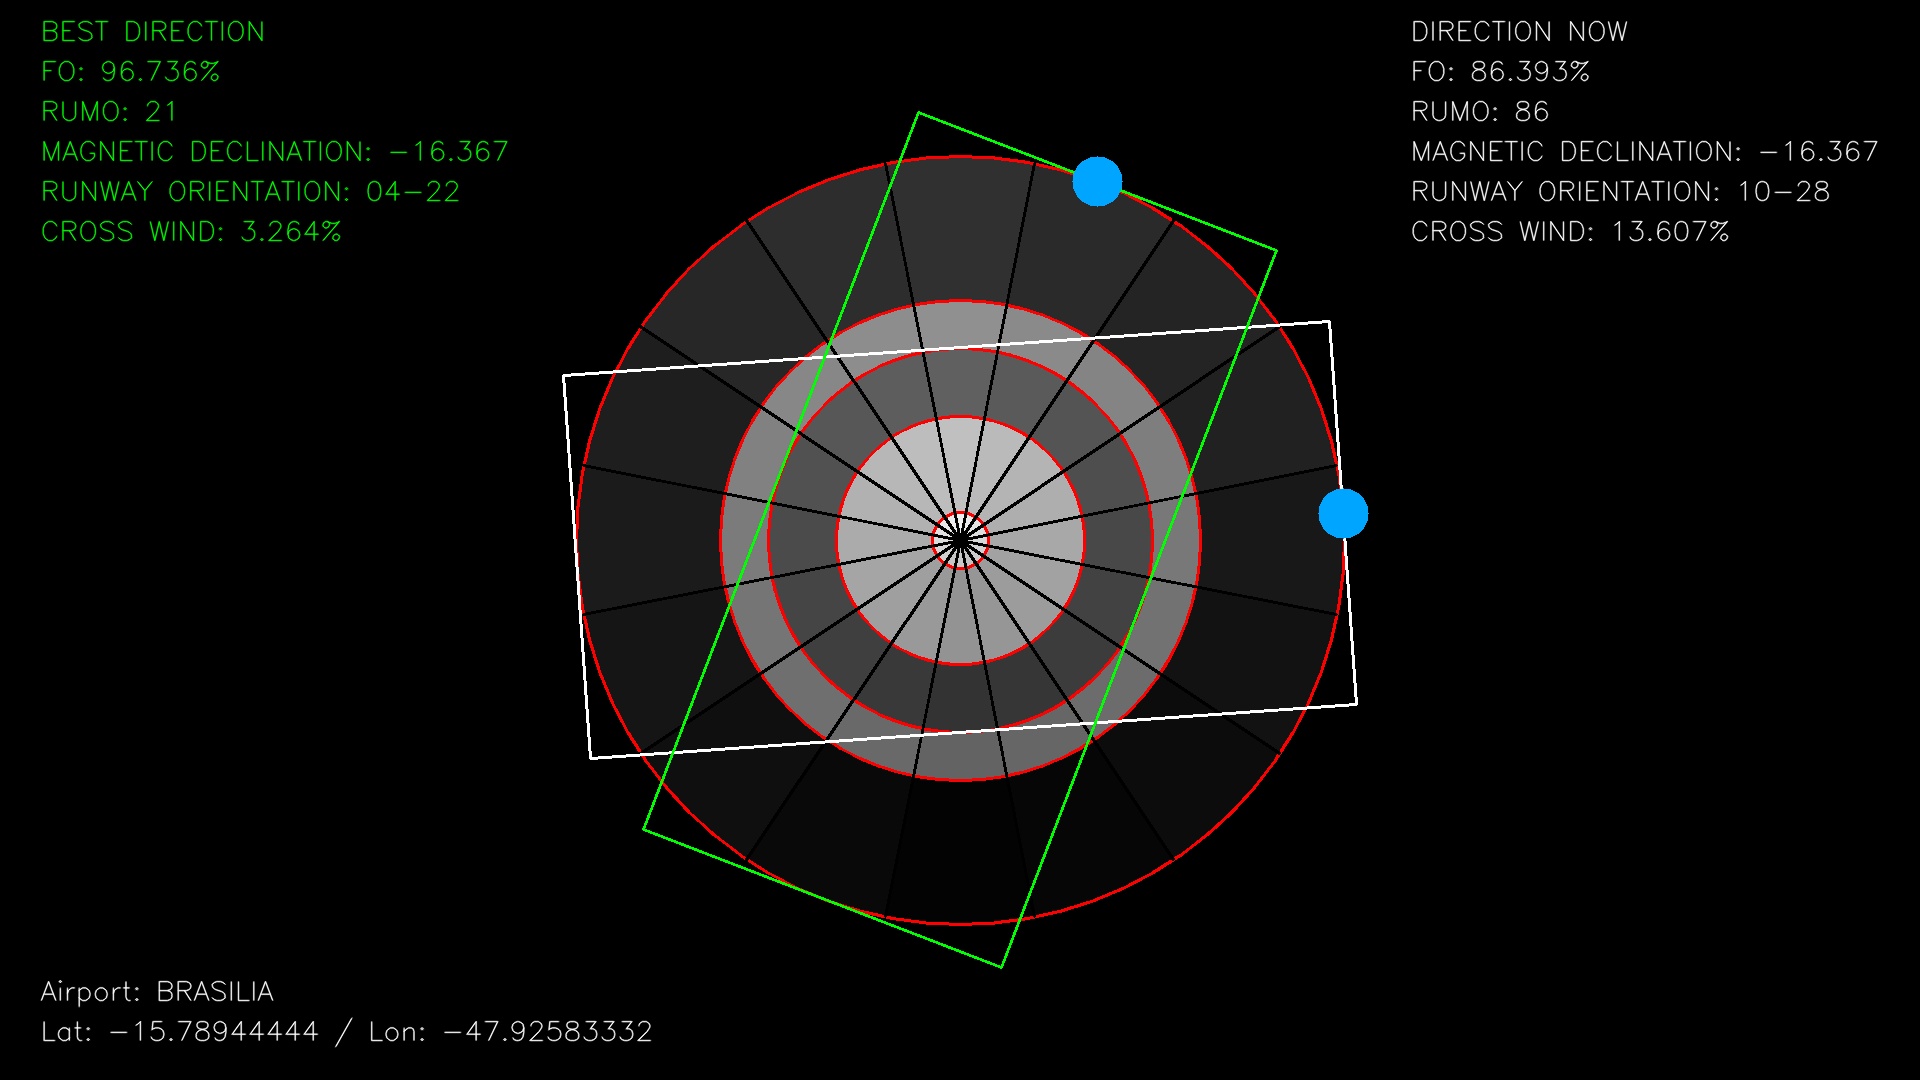 BEST DIRECTION
FO: 96.736%
RUMO: 21
MAGNETIC DECLINATION: -16.367
RUNWAY ORIENTATION: 04-22
CROSS WIND: 3.264%
DIRECTION NOW
FO: 86.393%
RUMO: 86
MAGNETIC DECLINATION: -16.367
RUNWAY ORIENTATION: 10-28
CROSS WIND: 13.607%
Airport: BRASILIA
Lat: -15.78944444 / Lon: -47.92583332